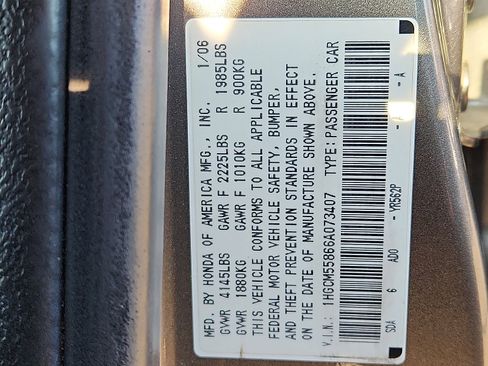 MFD. BY HONDA OF AMERICA MFG., INC. 1/06
GVWR 4145LBS GAWR F 2225LBS R 1985LBS
GVWR 1880KG GAWR F 1010KG R 900KG
THIS VEHICLE CONFORMS TO ALL APPLICABLE
FEDERAL MOTOR VEHICLE SAFETY, BUMPER,
AND THEFT PREVENTION STANDARDS IN EFFECT
ON THE DATE OF MANUFACTURE SHOWN ABOVE.
V.I.N.: 1HGCM55866A073407 TYPE: PASSENGER CAR
SDA 6 AD0 -YR562P - A